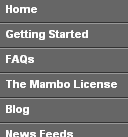 Home
Getting Started
FAQs
The Mambo License
Blog
News Feeds